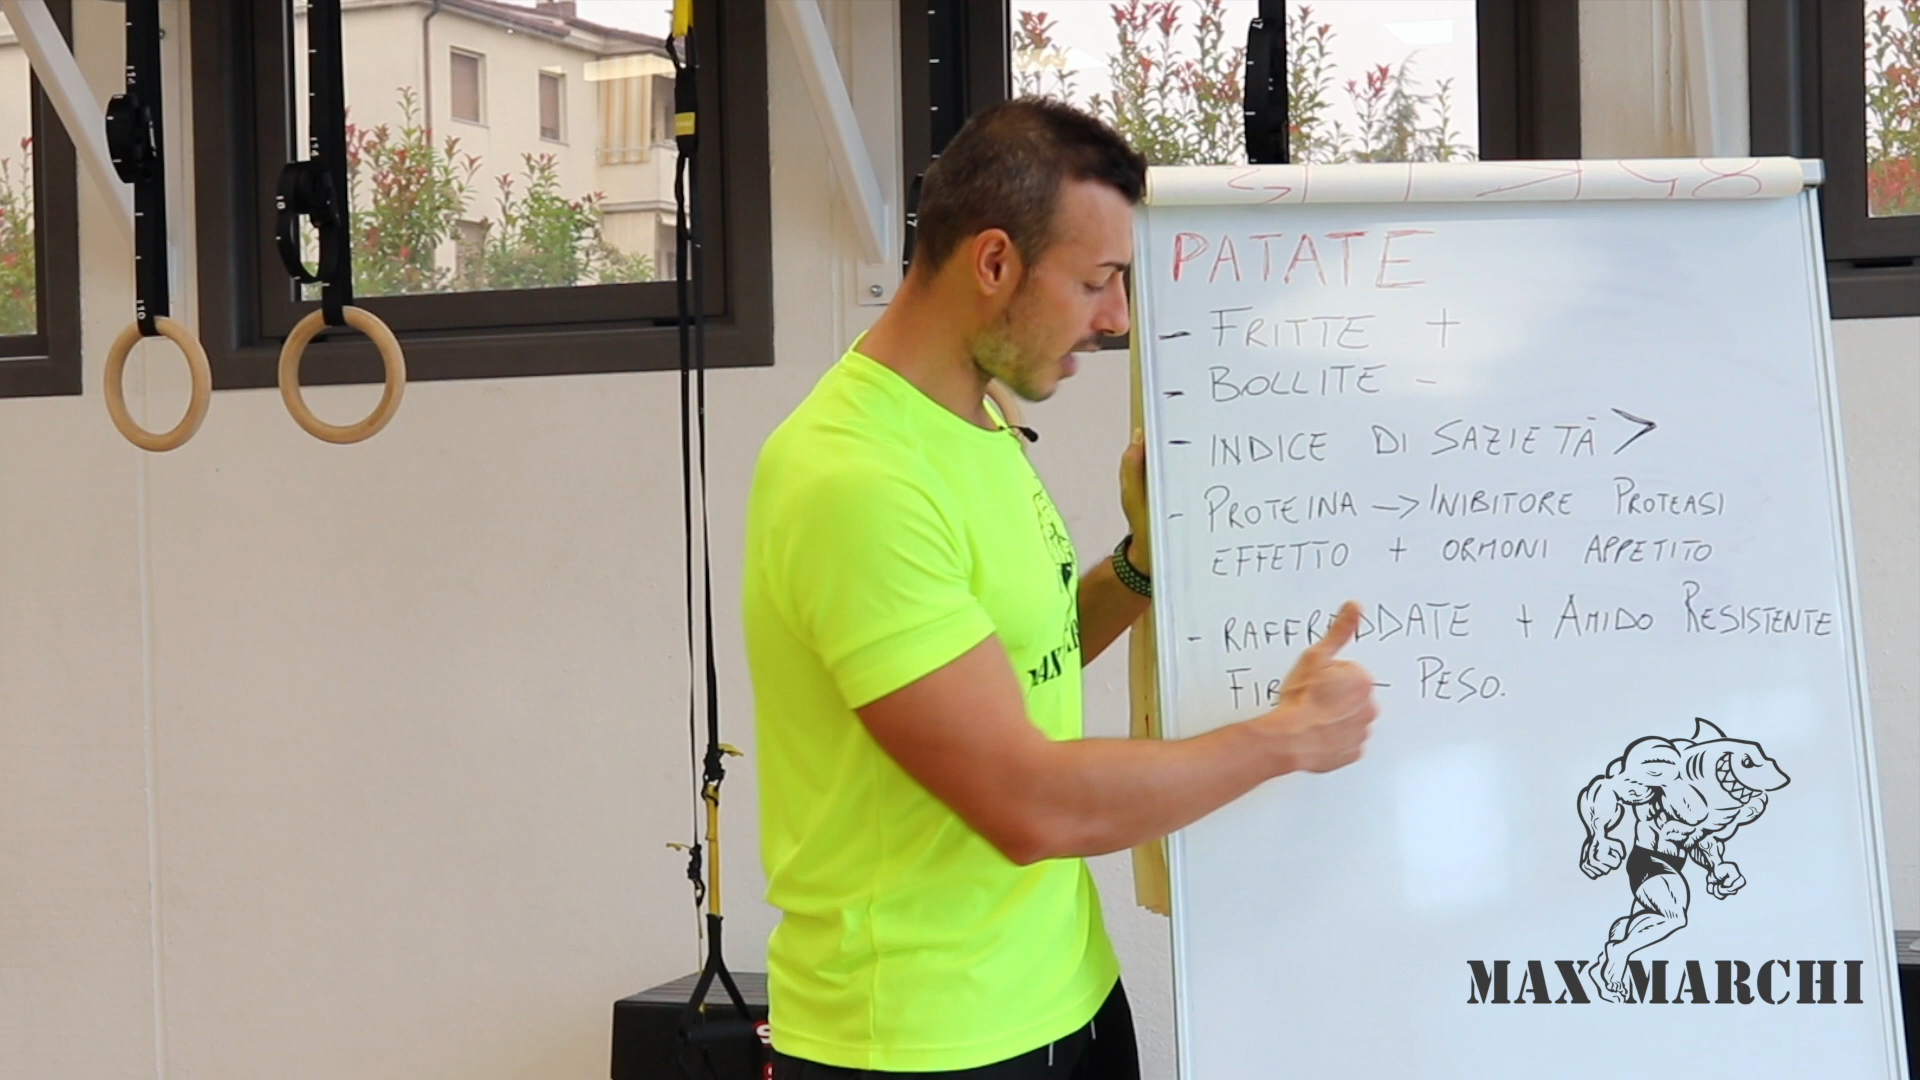 PATATE
- FRITTE +
- BOLLITE -
- INDICE DI SAZIETÀ >
- PROTEINA -> INIBITORE PROTEASI
EFFETTO + ORMONI APPETITO
- RAFFREDDATE + AMIDO RESISTENTE
- PESO.
MAX MARCHI